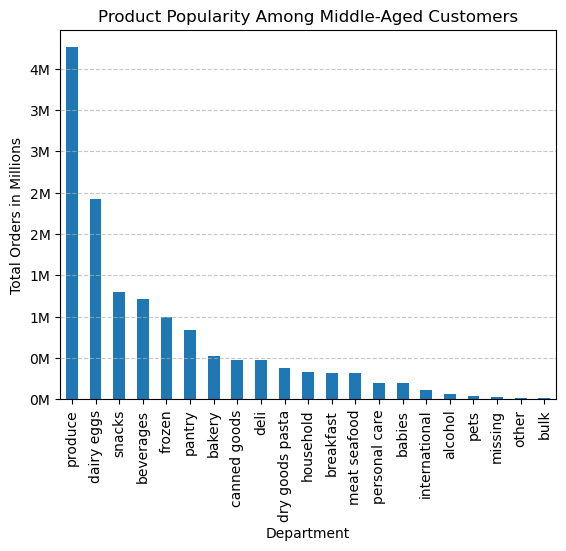 Product Popularity Among Middle-Aged Customers
Total Orders in Millions
4M
3M
3M
2M
2M
1M
1M
0M
0M
produce
dairy eggs
snacks
beverages
frozen
pantry
bakery
canned goods
deli
dry goods pasta
household
breakfast
meat seafood
personal care
babies
international
alcohol
pets
missing
other
bulk
Department